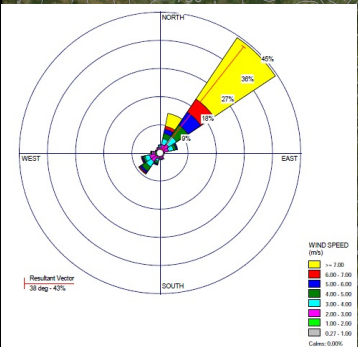 NORTH
45%
36%
27%
18%
9%
WEST
EAST
SOUTH
Resultant Vector
38 deg - 43%
WIND SPEED
(m/s)
>= 7.00
6.00 - 7.00
5.00 - 6.00
4.00 - 5.00
3.00 - 4.00
2.00 - 3.00
1.00 - 2.00
0.27 - 1.00
Calms: 0.00%